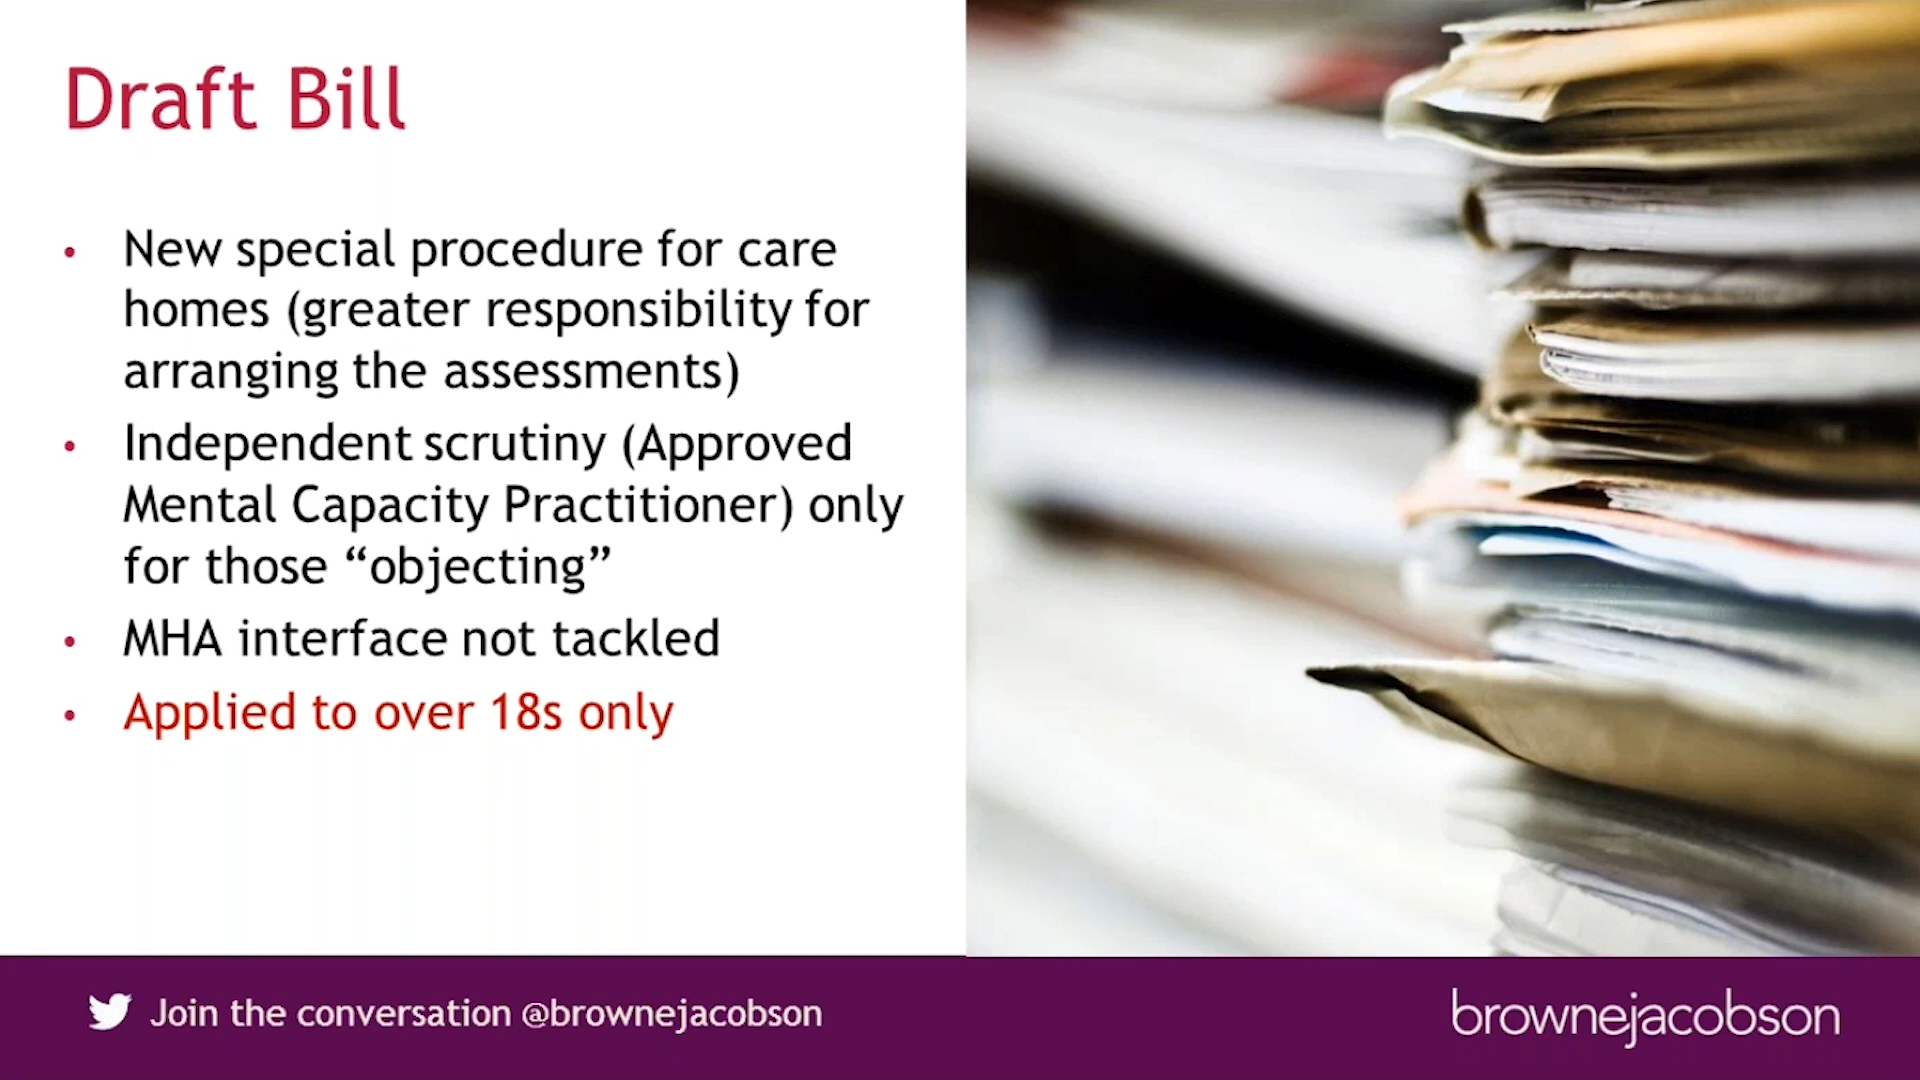 Draft Bill
• New special procedure for care
homes (greater responsibility for
arranging the assessments)
• Independent scrutiny (Approved
Mental Capacity Practitioner) only
for those “objecting”
• MHA interface not tackled
• Applied to over 18s only
Join the conversation @brownejacobson
brownejacobson